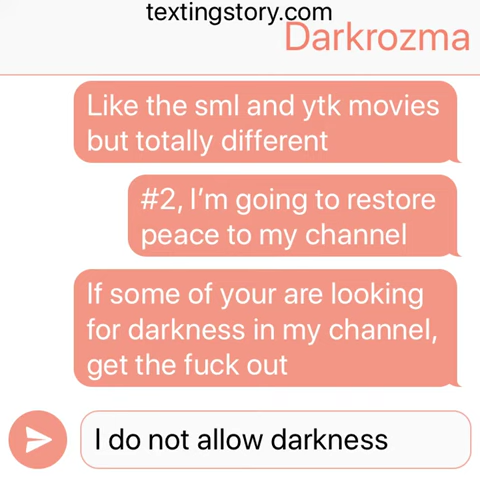 textingstory.com
Darkrozma
Like the sml and ytk movies
but totally different
#2, I’m going to restore
peace to my channel
If some of your are looking
for darkness in my channel,
get the fuck out
I do not allow darkness